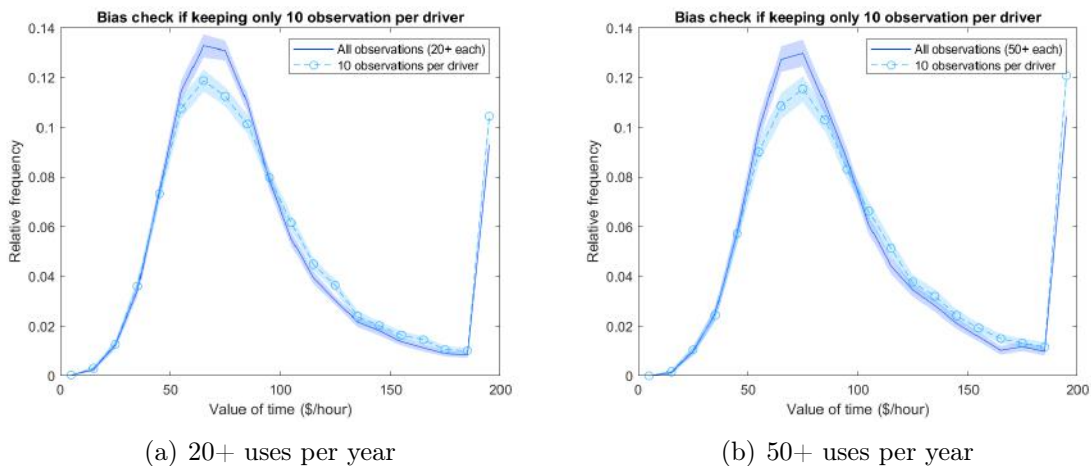 Bias check if keeping only 10 observation per driver
0.14
0.12
0.1
0.08
0.06
0.04
0.02
0
Relative frequency
All observations (20+ each)
10 observations per driver
0
50
100
150
200
Value of time ($/hour)
(a) 20+ uses per year
Bias check if keeping only 10 observation per driver
0.14
0.12
0.1
0.08
0.06
0.04
0.02
0
Relative frequency
All observations (50+ each)
10 observations per driver
0
50
100
150
200
Value of time ($/hour)
(b) 50+ uses per year